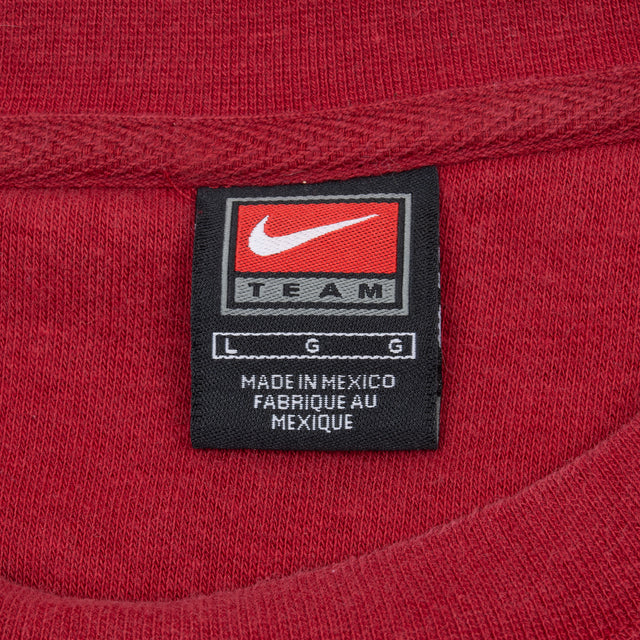 TEAM
L G G
MADE IN MEXICO
FABRIQUE AU
MEXIQUE